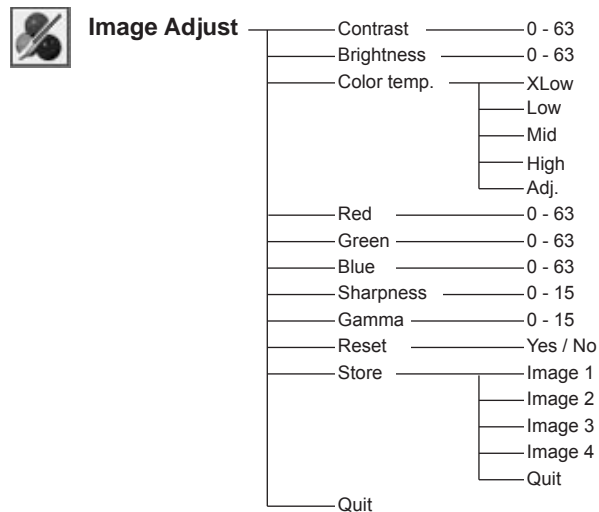 Image Adjust Contrast 0 - 63
Brightness 0 - 63
Color temp. XLow
Low
Mid
High
Adj.
Red 0 - 63
Green 0 - 63
Blue 0 - 63
Sharpness 0 - 15
Gamma 0 - 15
Reset Yes / No
Store Image 1
Image 2
Image 3
Image 4
Quit
Quit